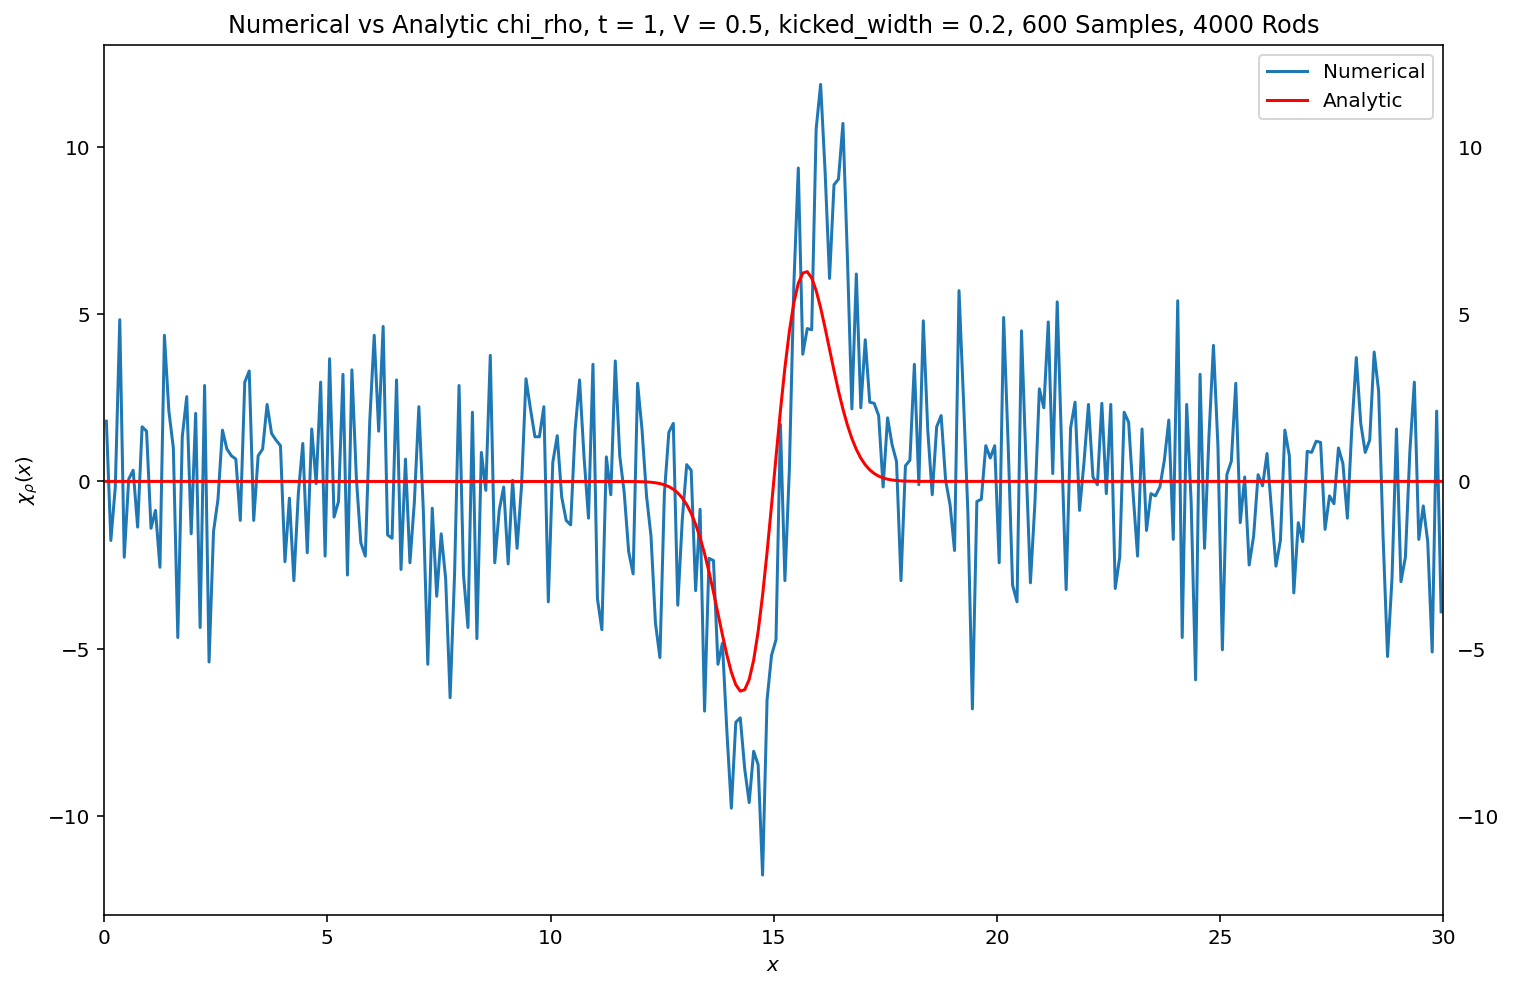 Numerical vs Analytic chi_rho, t = 1, V = 0.5, kicked_width = 0.2, 600 Samples, 4000 Rods
Numerical
Analytic
10
5
0
−5
−10
10
5
0
−5
−10
χρ(x)
0 5 10 15 20 25 30
x